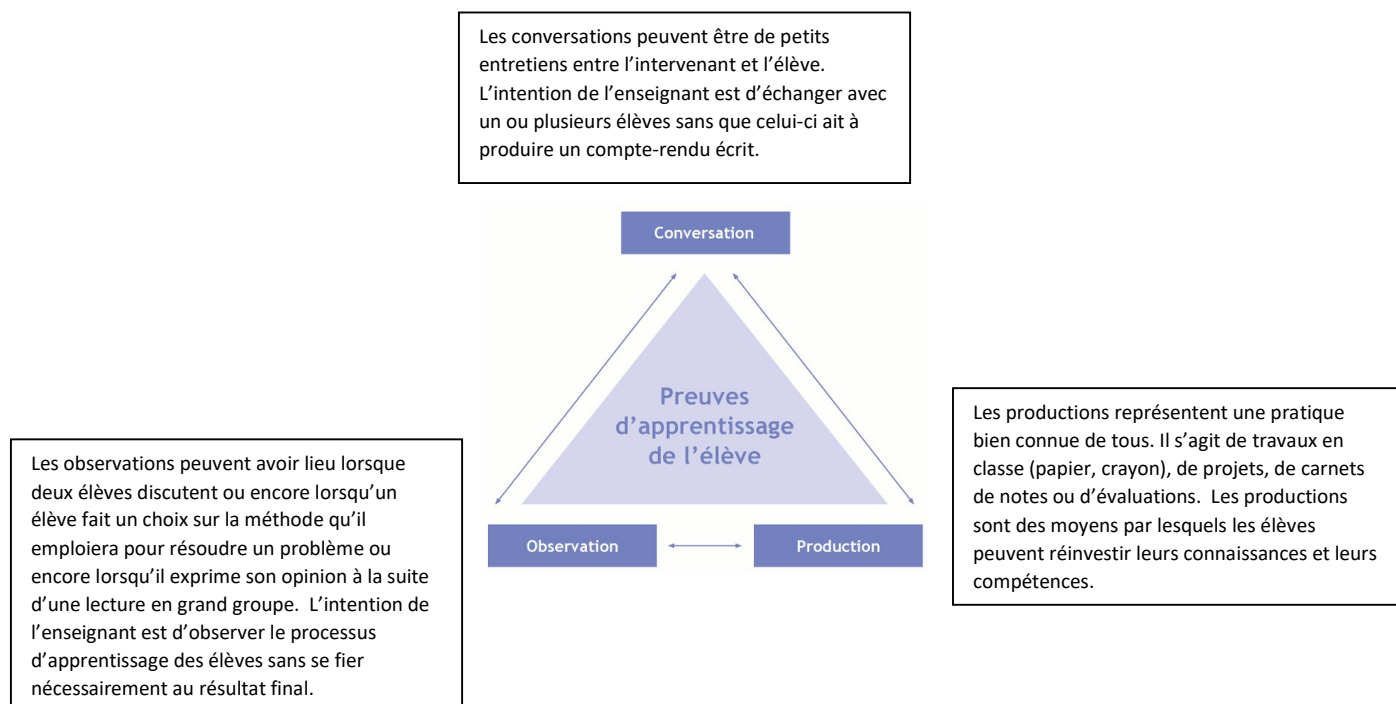 Les conversations peuvent être de petits
entretiens entre l’intervenant et l’élève.
L’intention de l’enseignant est d’échanger avec
un ou plusieurs élèves sans que celui-ci ait à
produire un compte-rendu écrit.
Conversation
Preuves
d’apprentissage
de l’élève
Observation
Production
Les observations peuvent avoir lieu lorsque
deux élèves discutent ou encore lorsqu’un
élève fait un choix sur la méthode qu’il
emploiera pour résoudre un problème ou
encore lorsqu’il exprime son opinion à la suite
d’une lecture en grand groupe.  L’intention de
l’enseignant est d’observer le processus
d’apprentissage des élèves sans se fier
nécessairement au résultat final.
Les productions représentent une pratique
bien connue de tous. Il s’agit de travaux en
classe (papier, crayon), de projets, de carnets
de notes ou d’évaluations.  Les productions
sont des moyens par lesquels les élèves
peuvent réinvestir leurs connaissances et leurs
compétences.